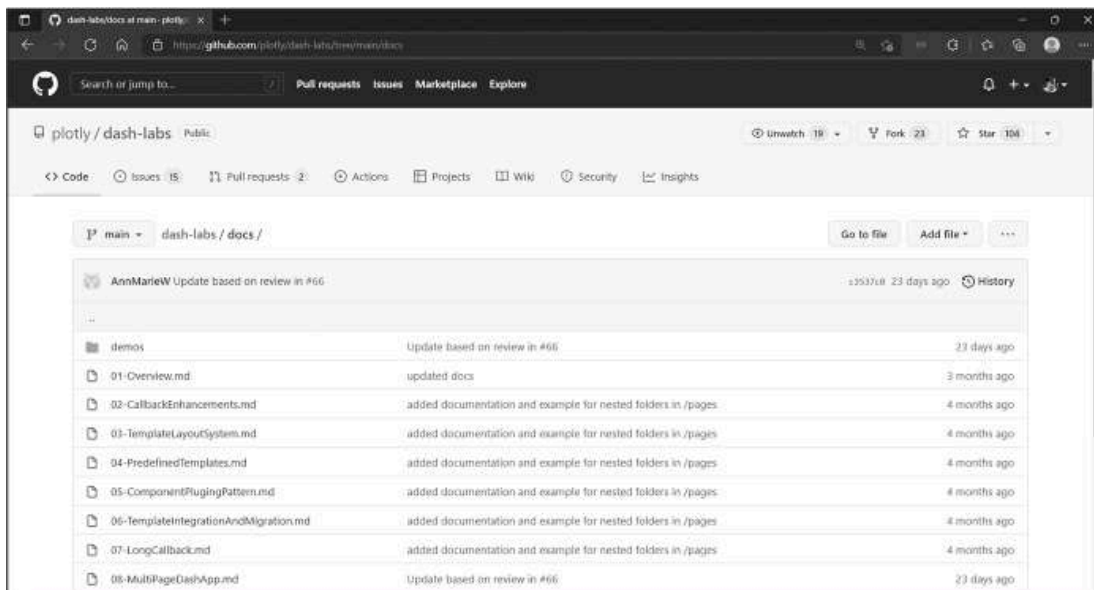 dash-labs/docs at main · plotly/
https://github.com/plotly/dash-labs/tree/main/docs
Search or jump to... / Pull requests Issues Marketplace Explore
plotly / dash-labs Public Unwatch 19 Fork 23 Star 104
<> Code Issues 15 Pull requests 2 Actions Projects Wiki Security Insights
main dash-labs / docs / Go to file Add file ...
AnnMarieW Update based on review in #66 23 days ago History
..
demos Update based on review in #66 23 days ago
01-Overview.md updated docs 3 months ago
02-CallbackEnhancements.md added documentation and example for nested folders in /pages 4 months ago
03-TemplateLayoutSystem.md added documentation and example for nested folders in /pages 4 months ago
04-PredefinedTemplates.md added documentation and example for nested folders in /pages 4 months ago
05-ComponentPlugingPattern.md added documentation and example for nested folders in /pages 4 months ago
06-TemplateIntegrationAndMigration.md added documentation and example for nested folders in /pages 4 months ago
07-LongCallback.md added documentation and example for nested folders in /pages 4 months ago
08-MultiPageDashApp.md Update based on review in #66 23 days ago